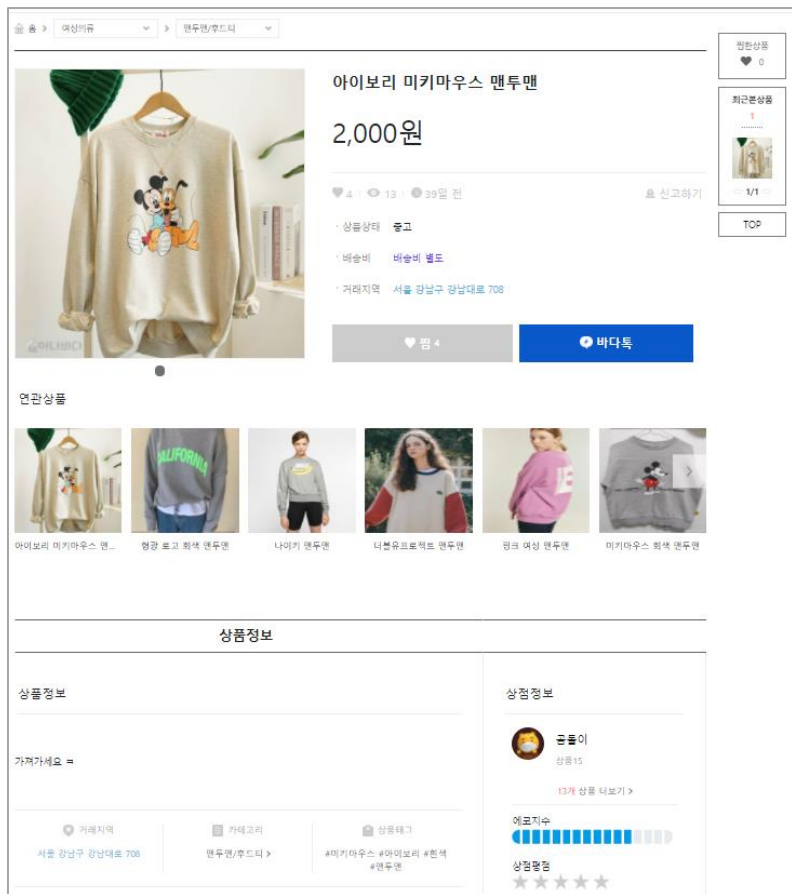 홈 > 여성의류 > 맨투맨/후드티
찜한상품
0
최근본상품
1
1/1
TOP
아이보리 미키마우스 맨투맨
2,000원
4 13 39일 전 신고하기
· 상품상태 중고
· 배송비 배송비 별도
· 거래지역 서울 강남구 강남대로 708
찜 4 바다톡
연관상품
CALIFORNIA
아이보리 미키마우스 맨... 형광 로고 회색 맨투맨 나이키 맨투맨 더블유프로젝트 맨투맨 핑크 여성 맨투맨 미키마우스 회색 맨투맨
상품정보
상품정보
가져가세요 ㅋ
거래지역 카테고리 상품태그
서울 강남구 강남대로 708 맨투맨/후드티 > #미키마우스 #아이보리 #흰색
#맨투맨
상점정보
곰돌이
상품15
13개 상품 더보기 >
에코지수
상점평점